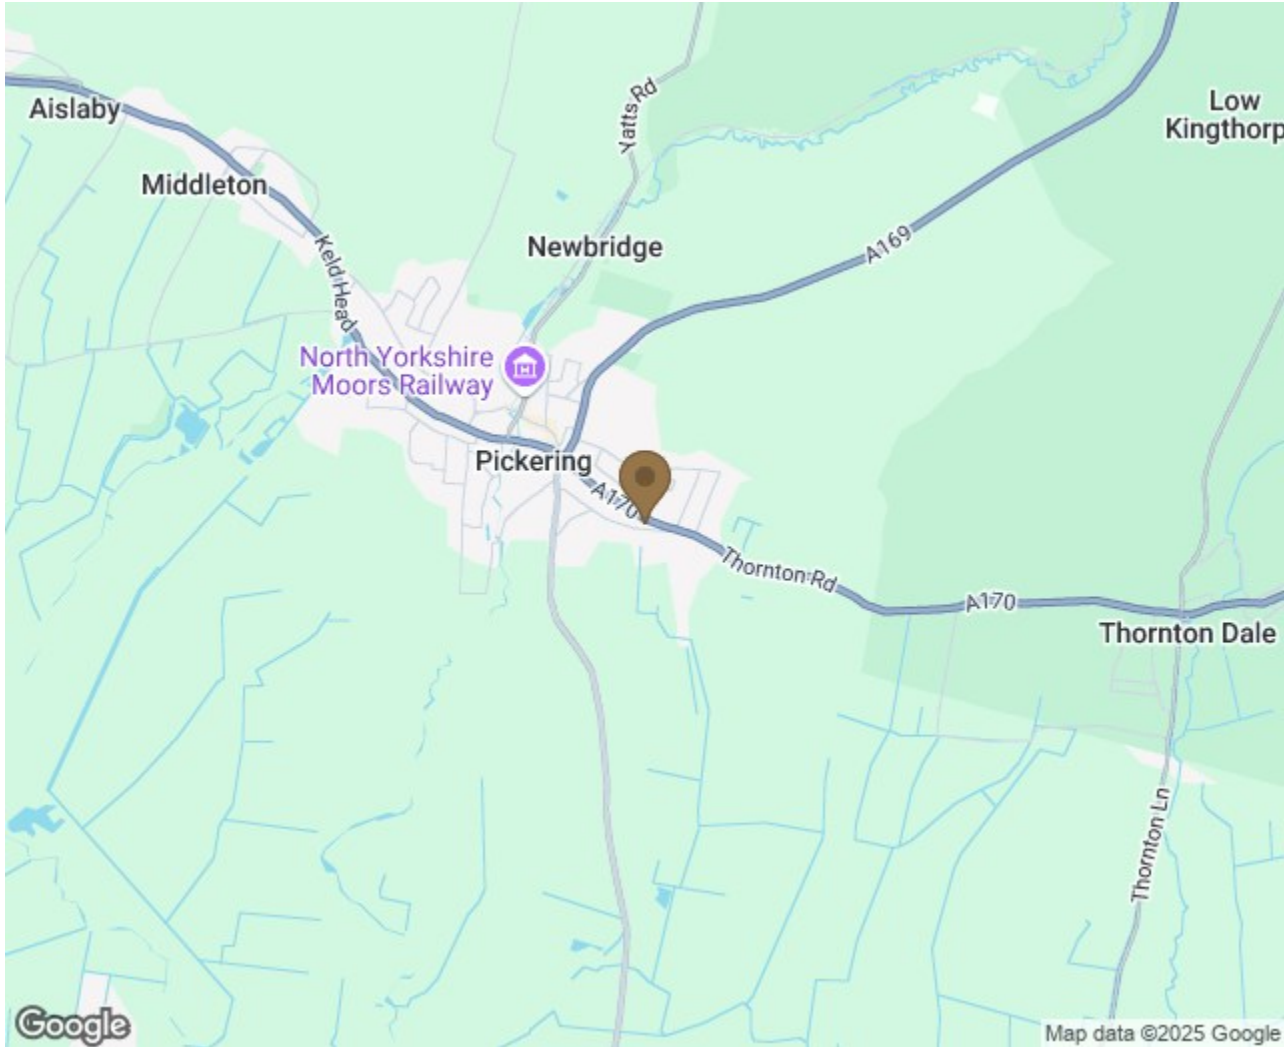 Aislaby
Low
Kingthorp
Yatts Rd
Middleton
Newbridge
A169
Keld Head
North Yorkshire
Moors Railway
Pickering
A170
Thornton Rd
A170
Thornton Dale
Thornton Ln
Google
Map data ©2025 Google